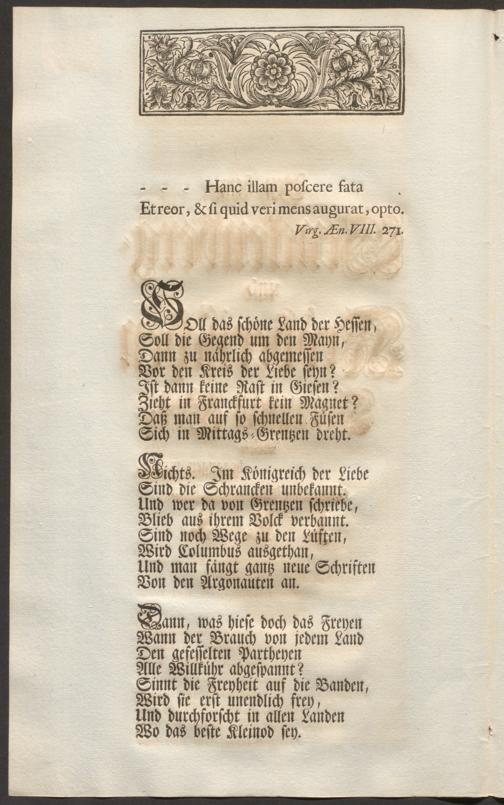 - - - Hanc illam poſcere fata
Et reor, & ſi quid veri mens augurat, opto.
Virg. Æn. VIII. 271.
SOll das ſchöne Land der Heſſen,
Soll die Gegend um den Mayn,
Dann zu nährlich abgemeſſen
Vor den Kreis der Liebe ſeyn?
Iſt dann keine Raſt in Gieſen?
Zieht in Franckfurt kein Magnet?
Daß man auf ſo ſchnellen Füſen
Sich in Mittags-Grentzen dreht.
Nichts. Im Königreich der Liebe
Sind die Schrancken unbekannt.
Und wer da von Grentzen ſchriebe,
Blieb aus ihrem Volck verbannt.
Sind noch Wege zu den Lüften,
Wird Columbus ausgethan,
Und man fängt gantz neue Schriften
Von den Argonauten an.
Dann, was hieſe doch das Freyen
Wann der Brauch von jedem Land
Den gefeſſelten Partheyen
Alle Willkühr abgeſpannt?
Sinnt die Freyheit auf die Banden,
Wird ſie erſt unendlich frey,
Und durchforſcht in allen Landen
Wo das beſte Kleinod ſey.